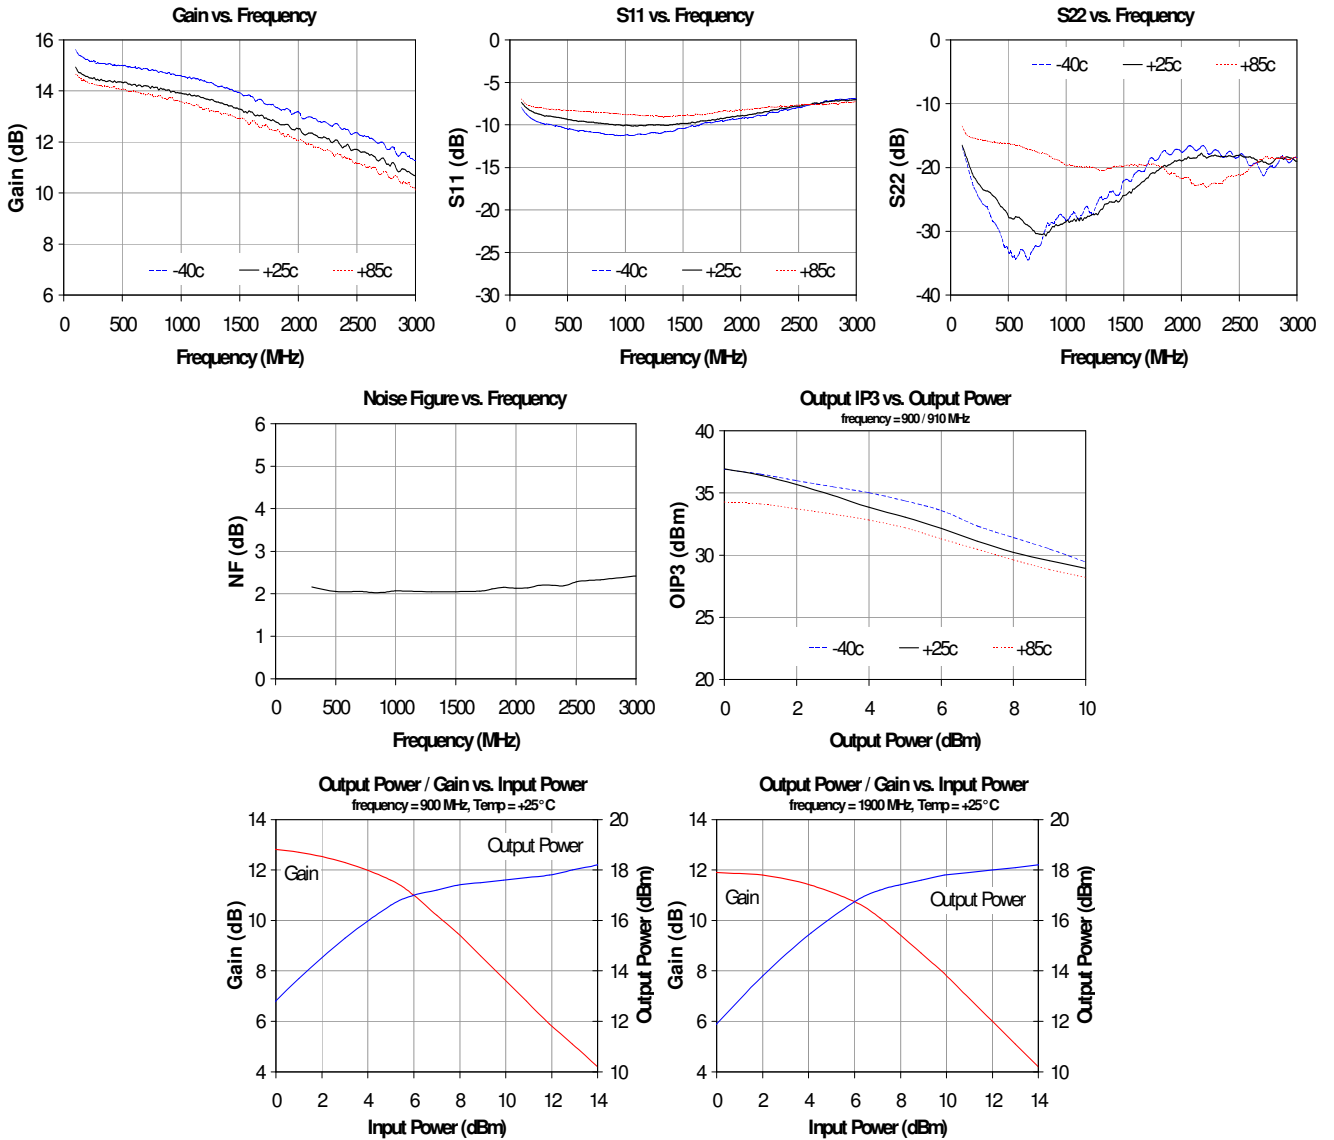 Gain vs. Frequency
16
14
12
10
8
6
Gain (dB)
-40c +25c +85c
0 500 1000 1500 2000 2500 3000
Frequency (MHz)
S11 vs. Frequency
0
-5
-10
-15
-20
-25
-30
S11 (dB)
-40c +25c +85c
0 500 1000 1500 2000 2500 3000
Frequency (MHz)
S22 vs. Frequency
0
-10
-20
-30
-40
S22 (dB)
-40c +25c +85c
0 500 1000 1500 2000 2500 3000
Frequency (MHz)
Noise Figure vs. Frequency
6
5
4
3
2
1
0
NF (dB)
0 500 1000 1500 2000 2500 3000
Frequency (MHz)
Output IP3 vs. Output Power
frequency = 900 / 910 MHz
40
35
30
25
20
OIP3 (dBm)
-40c +25c +85c
0 2 4 6 8 10
Output Power (dBm)
Output Power / Gain vs. Input Power
frequency = 900 MHz, Temp = +25° C
14
12
10
8
6
4
Gain (dB)
Gain
Output Power
20
18
16
14
12
10
Output Power (dBm)
0 2 4 6 8 10 12 14
Input Power (dBm)
Output Power / Gain vs. Input Power
frequency = 1900 MHz, Temp = +25° C
14
12
10
8
6
4
Gain (dB)
Gain
Output Power
20
18
16
14
12
10
Output Power (dBm)
0 2 4 6 8 10 12 14
Input Power (dBm)